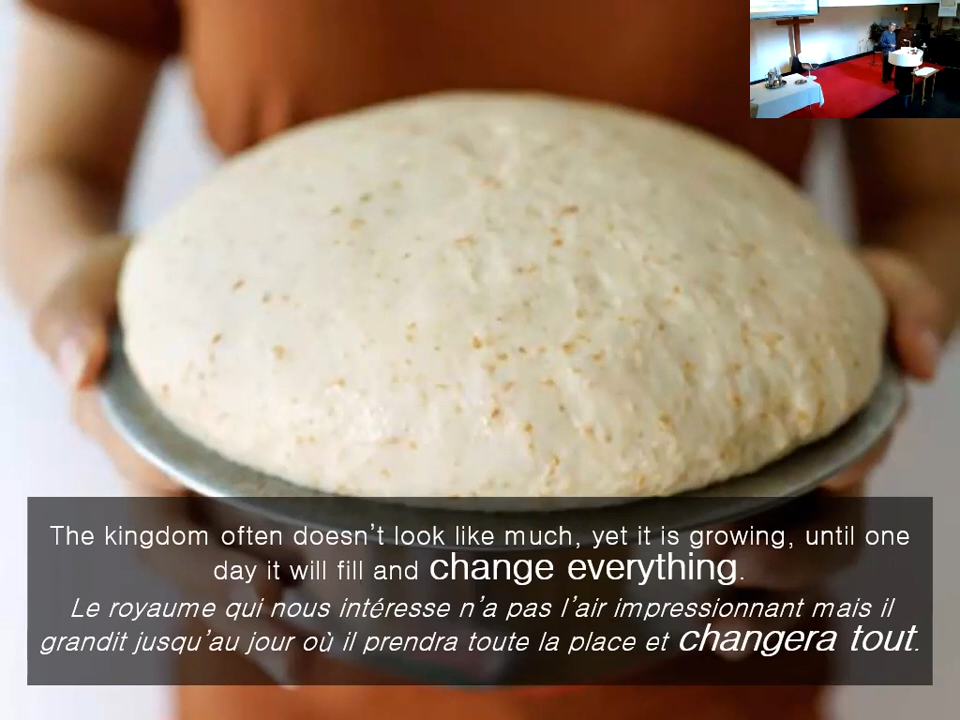 The kingdom often doesn't look like much, yet it is growing, until one
day it will fill and change everything.
Le royaume qui nous intéresse n'a pas l'air impressionnant mais il
grandit jusqu'au jour où il prendra toute la place et changera tout.